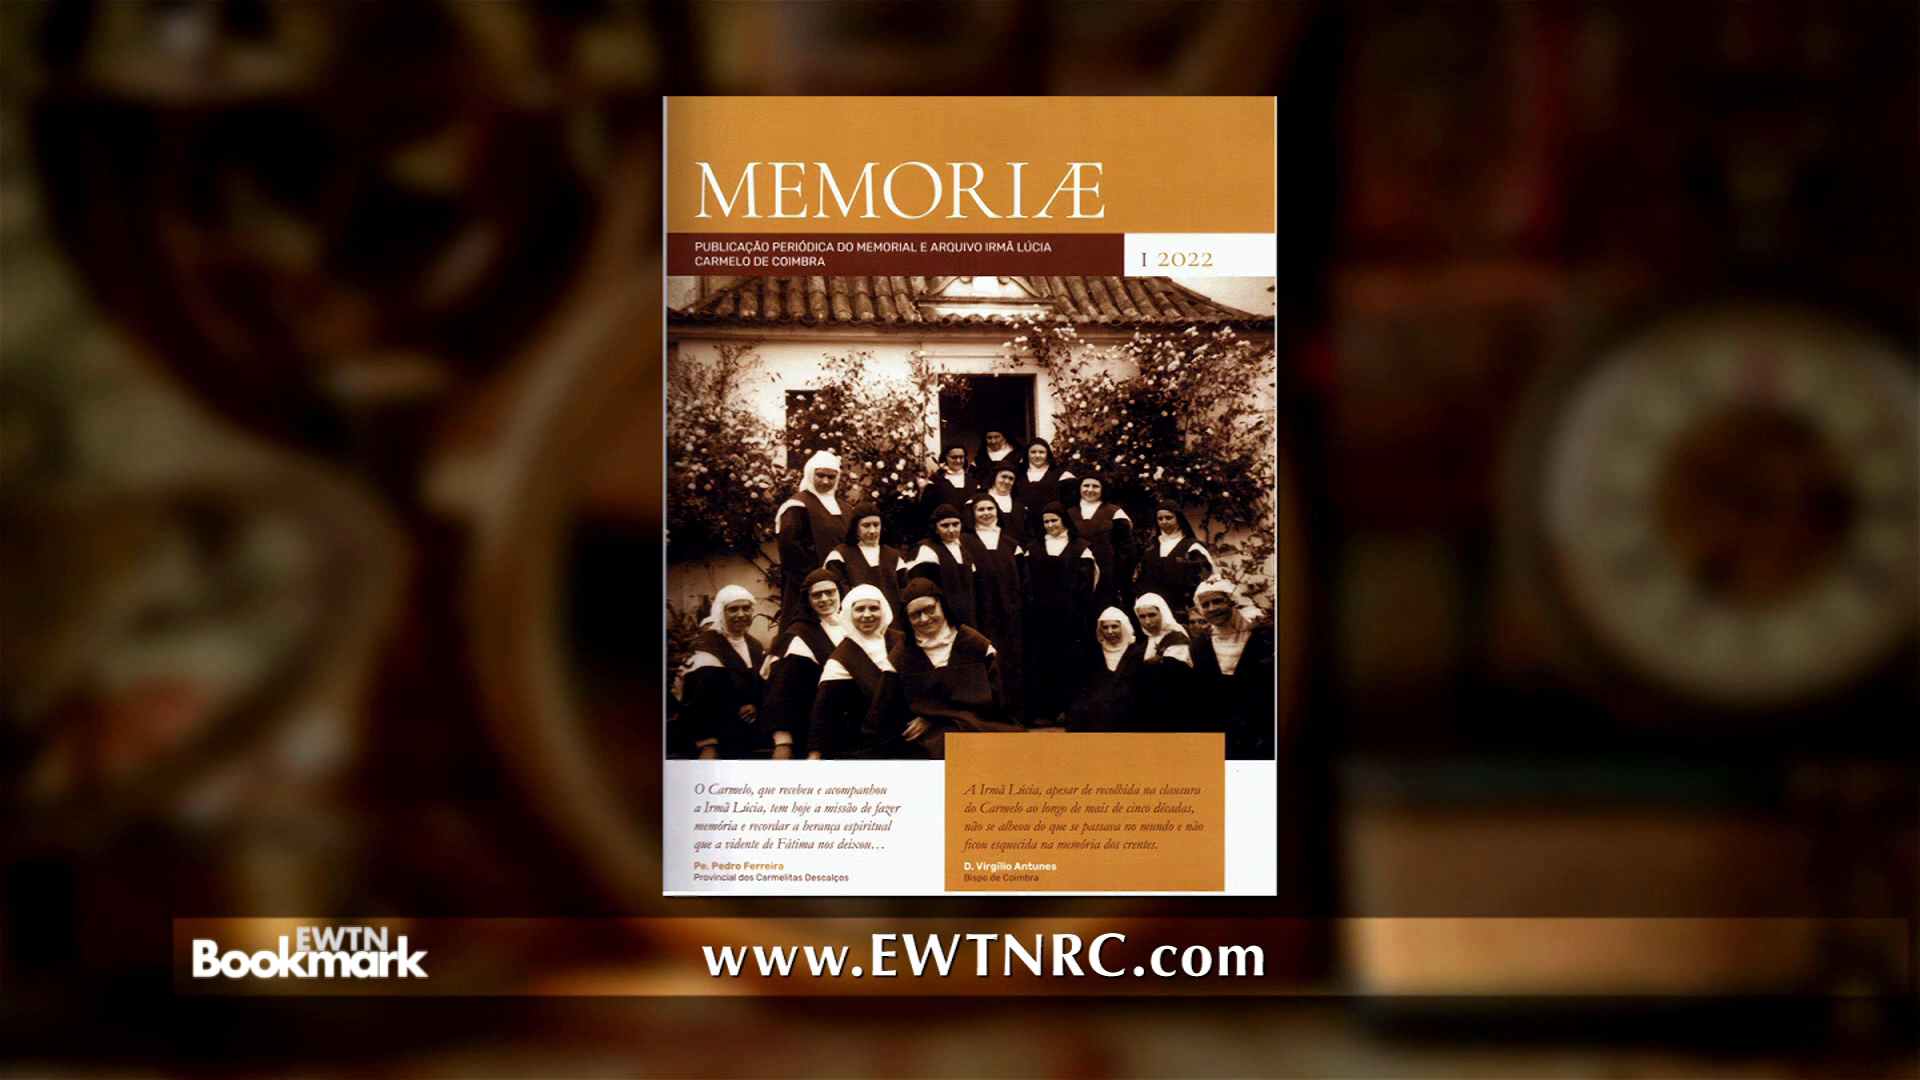 MEMORIÆ
PUBLICAÇÃO PERIÓDICA DO MEMORIAL E ARQUIVO IRMÃ LÚCIA
CARMELO DE COIMBRA
I 2022
O Carmelo, que recebeu e acompanhou
a Irmã Lúcia, tem hoje a missão de fazer
memória e recordar a herança espiritual
que a vidente de Fátima nos deixou…
Pe. Pedro Ferreira
Provincial dos Carmelitas Descalços
A Irmã Lúcia, apesar de recolhida na clausura
do Carmelo ao longo de mais de cinco décadas,
não se alheou do que se passava no mundo e não
ficou esquecida na memória dos crentes.
D. Virgílio Antunes
Bispo de Coimbra
EWTN
Bookmark
www.EWTNRC.com